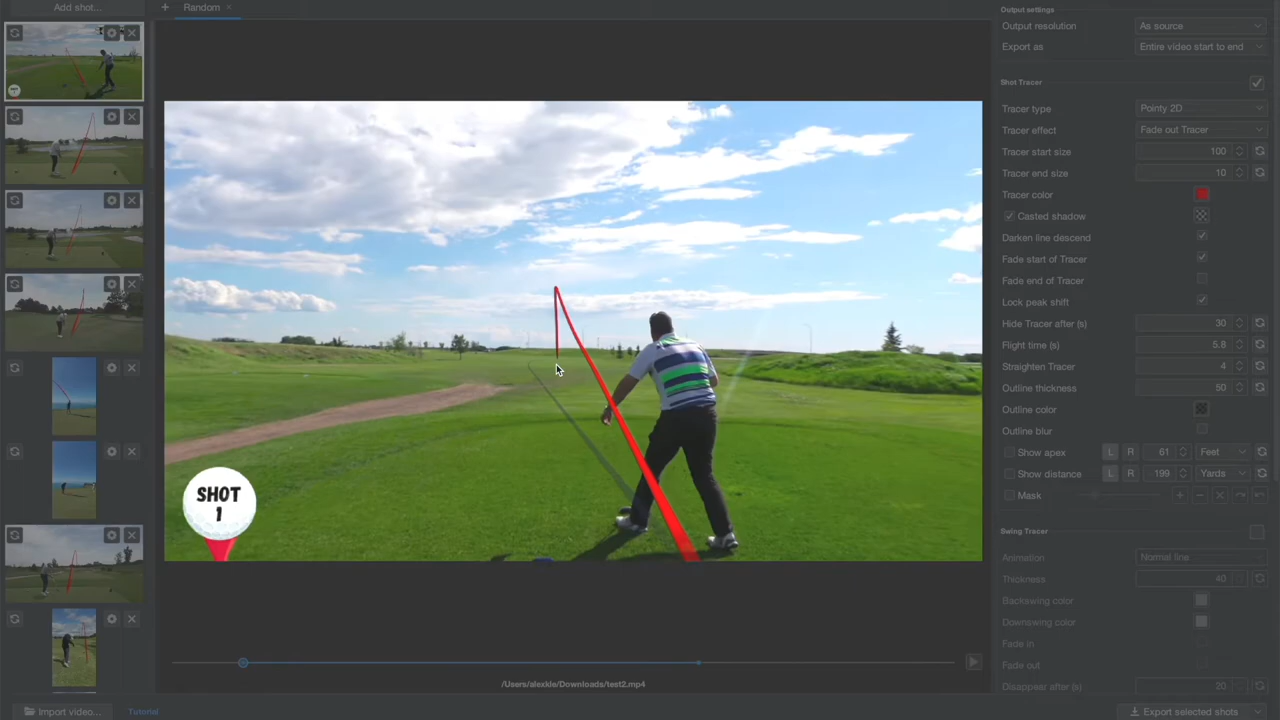 Add shot...
+ Random ×
SHOT
1
/Users/alexkle/Downloads/test2.mp4
Import video...
Tutorial
Output settings
Output resolution As source
Export as Entire video start to end
Shot Tracer
Tracer type Pointy 2D
Tracer effect Fade out Tracer
Tracer start size 100
Tracer end size 10
Tracer color
Casted shadow
Darken line descend
Fade start of Tracer
Fade end of Tracer
Lock peak shift
Hide Tracer after (s) 30
Flight time (s) 5.8
Straighten Tracer 4
Outline thickness 50
Outline color
Outline blur
Show apex L R 61 Feet
Show distance L R 199 Yards
Mask + − ×
Swing Tracer
Animation Normal line
Thickness 40
Backswing color
Downswing color
Fade in
Fade out
Disappear after (s) 20
Export selected shots